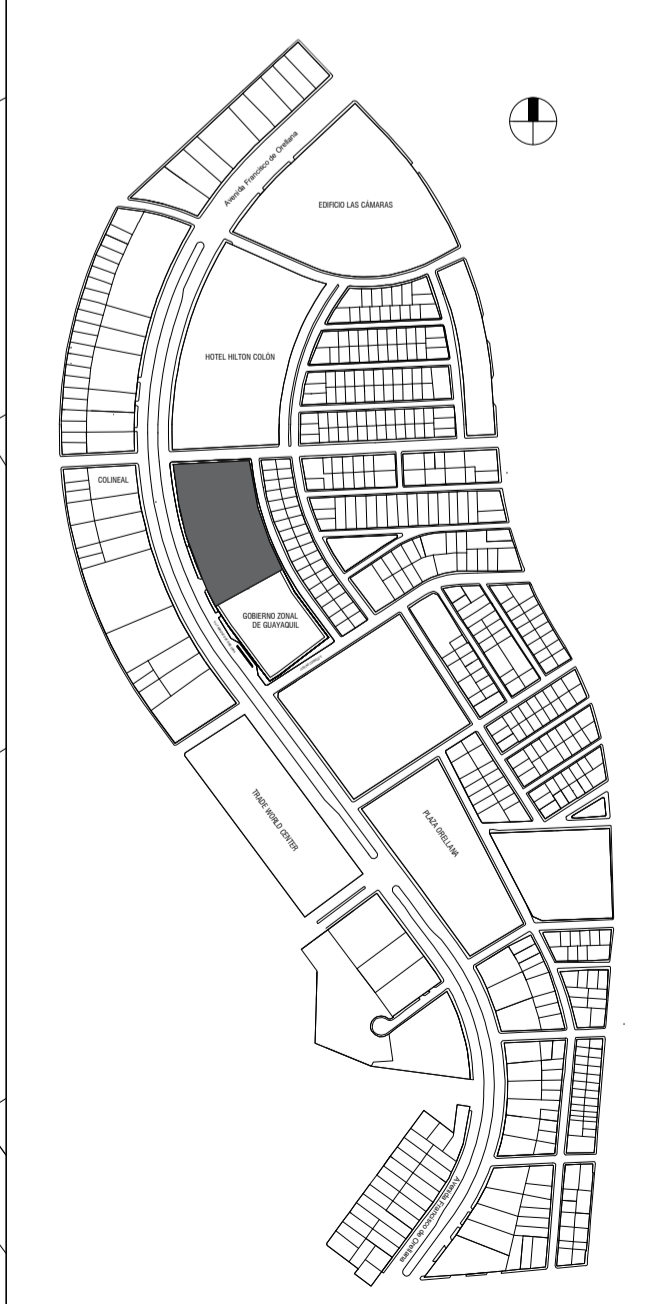 Avenida Francisco de Orellana
EDIFICIO LAS CÁMARAS
HOTEL HILTON COLÓN
COLINEAL
GOBIERNO ZONAL
DE GUAYAQUIL
TRADE WORLD CENTER
PLAZA ORELLANA
Avenida Francisco de Orellana